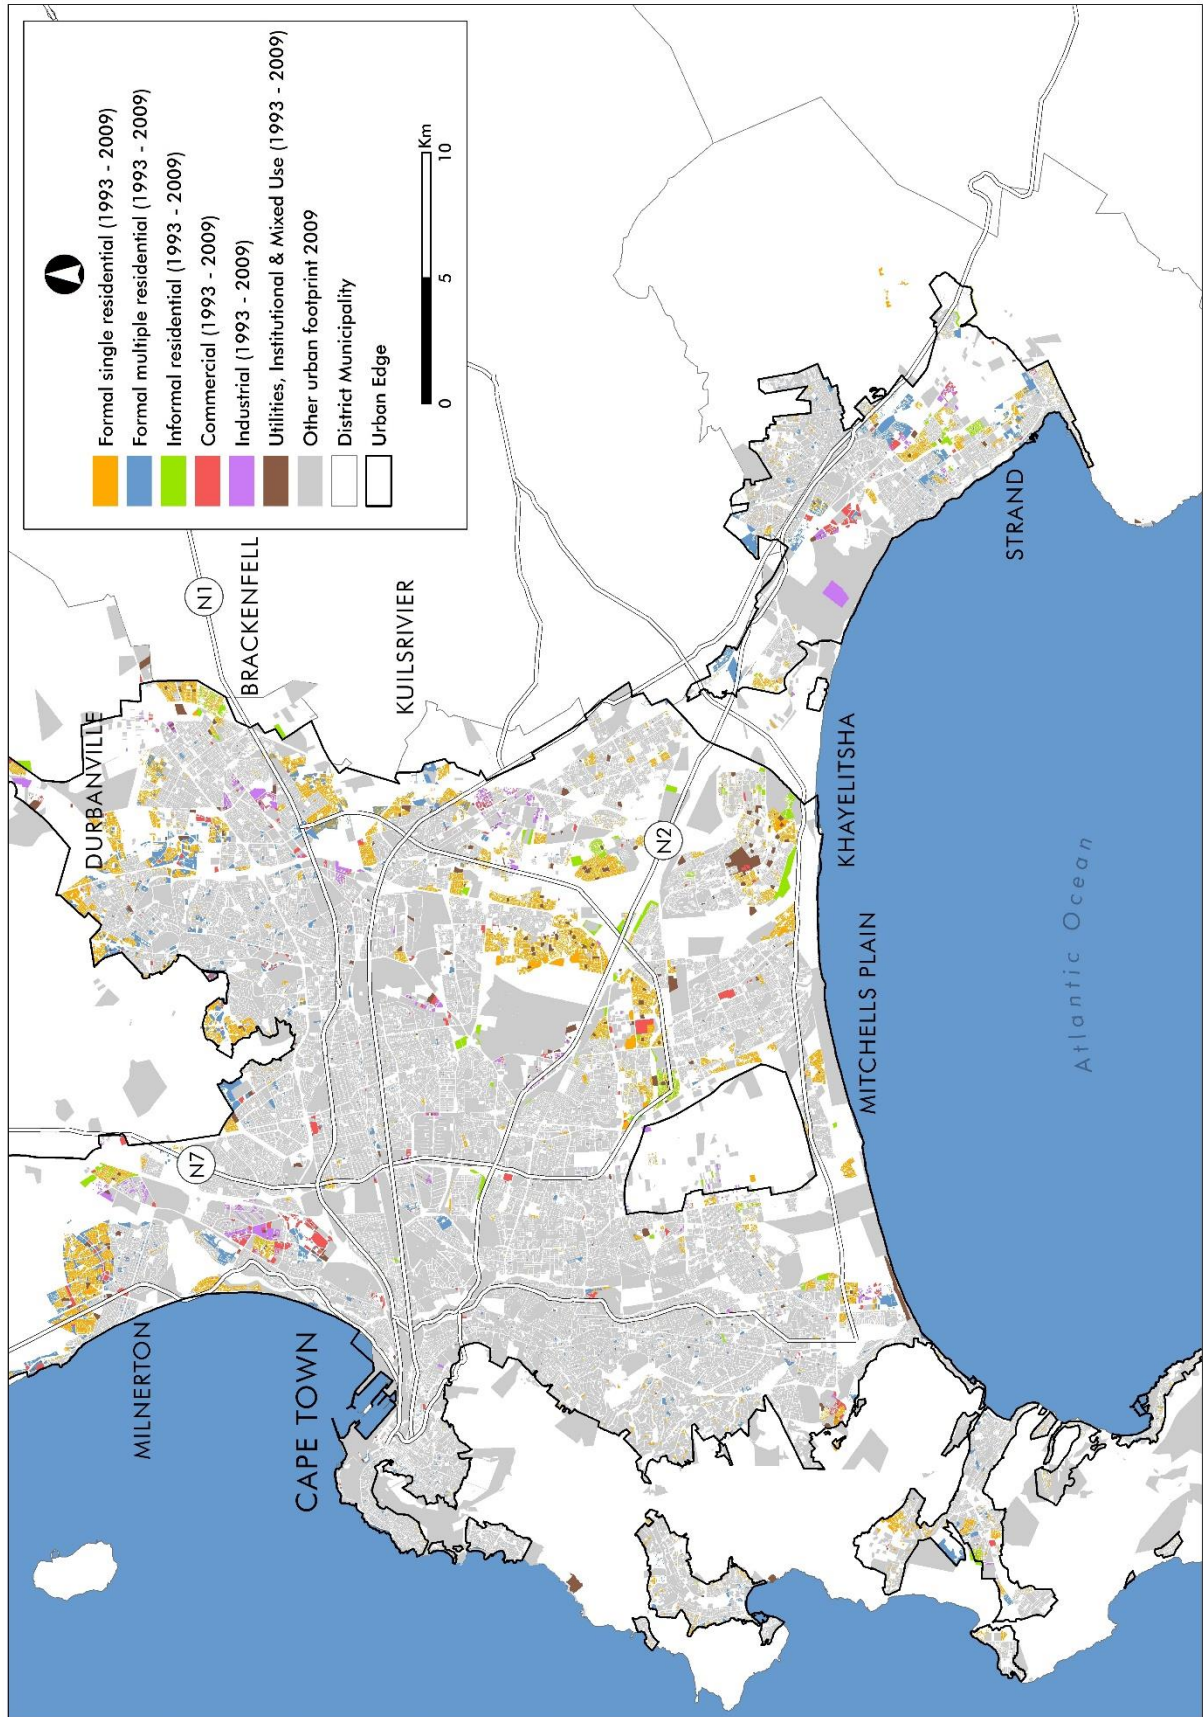 Formal single residential (1993 - 2009)
Formal multiple residential (1993 - 2009)
Informal residential (1993 - 2009)
Commercial (1993 - 2009)
Industrial (1993 - 2009)
Utilities, Institutional & Mixed Use (1993 - 2009)
Other urban footprint 2009
District Municipality
Urban Edge
0 5 10 Km
MILNERTON
N7
DURBANVILLE
N1
BRACKENFELL
CAPE TOWN
KUILSRIVIER
N2
MITCHELLS PLAIN
KHAYELITSHA
STRAND
Atlantic Ocean